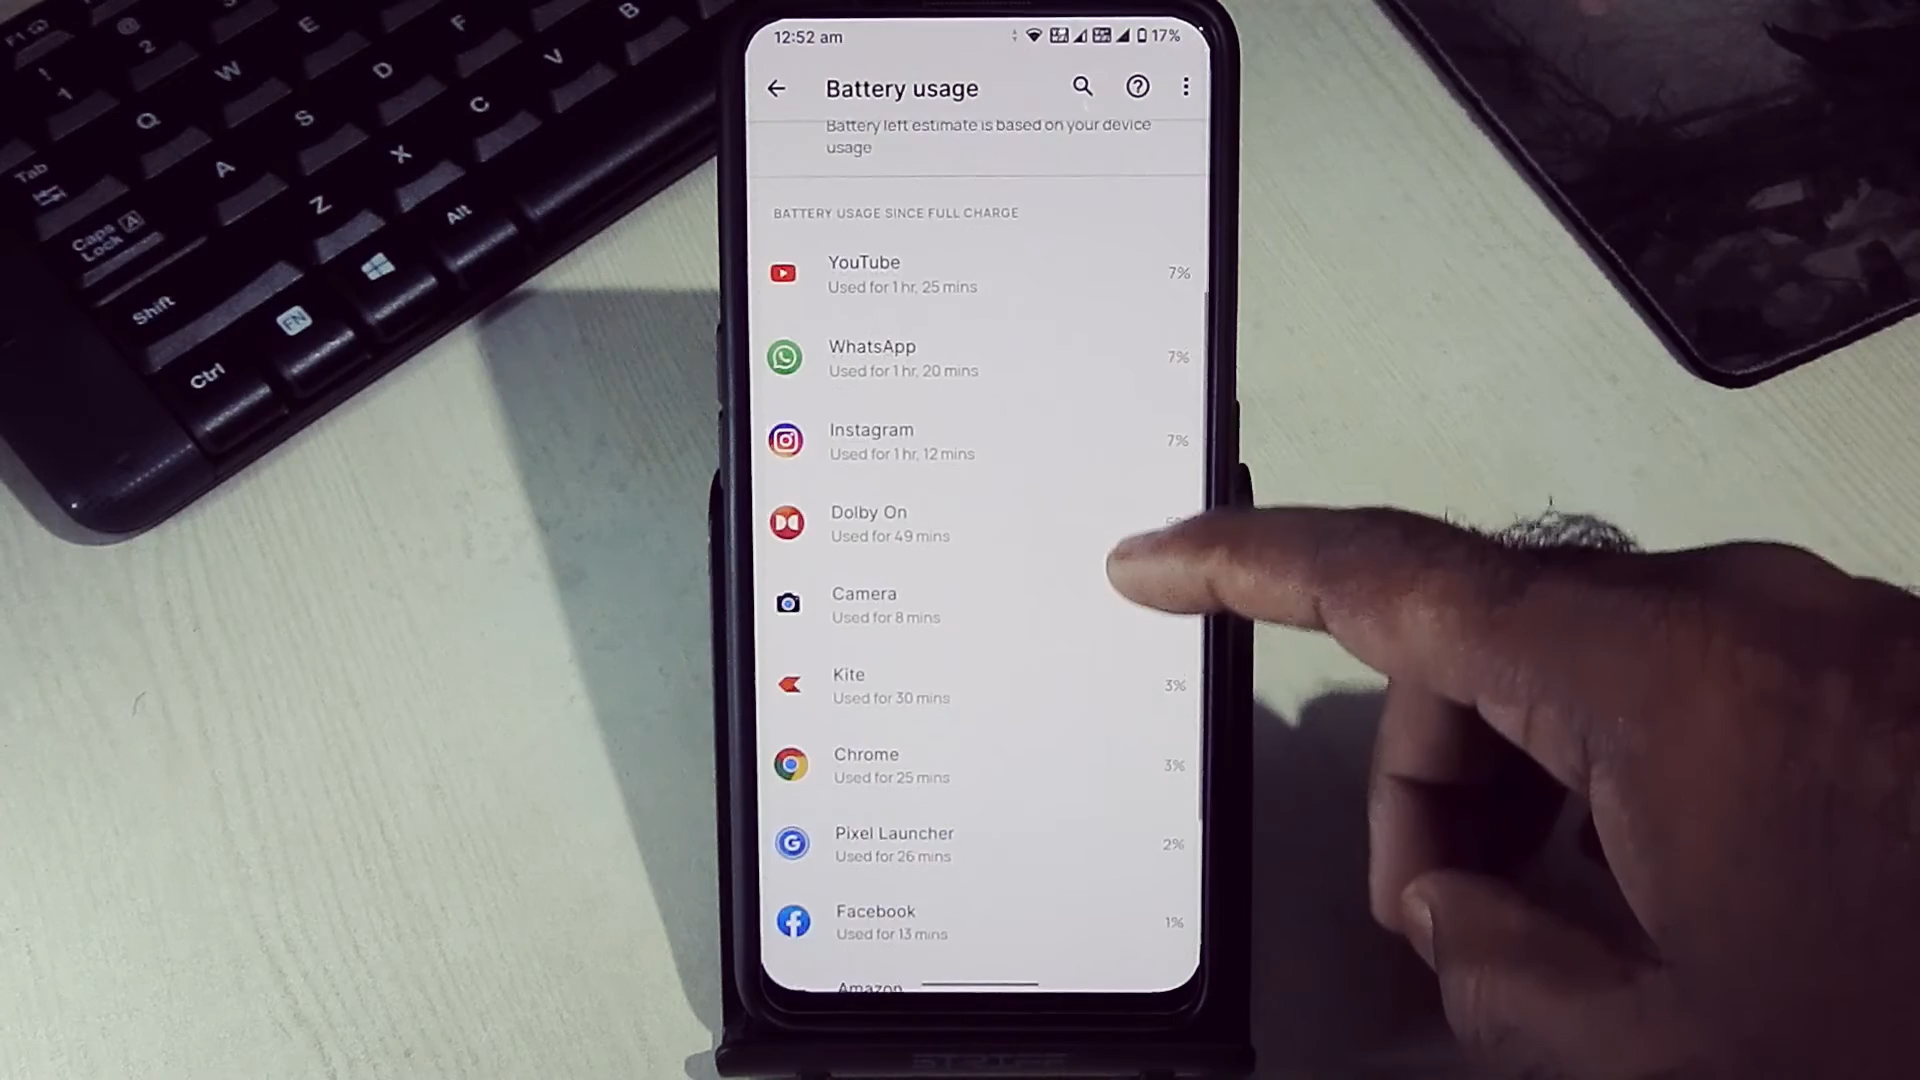 F1
@
2
!
1
E
F
B
W
D
V
Q
S
C
Tab
A
X
Caps
Lock A
Z
Alt
Shift
FN
Ctrl
12:52 am
17%
Battery usage
Battery left estimate is based on your device
usage
BATTERY USAGE SINCE FULL CHARGE
YouTube
Used for 1 hr, 25 mins
7%
WhatsApp
Used for 1 hr, 20 mins
7%
Instagram
Used for 1 hr, 12 mins
7%
Dolby On
Used for 49 mins
Camera
Used for 8 mins
Kite
Used for 30 mins
3%
Chrome
Used for 25 mins
3%
Pixel Launcher
Used for 26 mins
2%
Facebook
Used for 13 mins
1%
Amazon